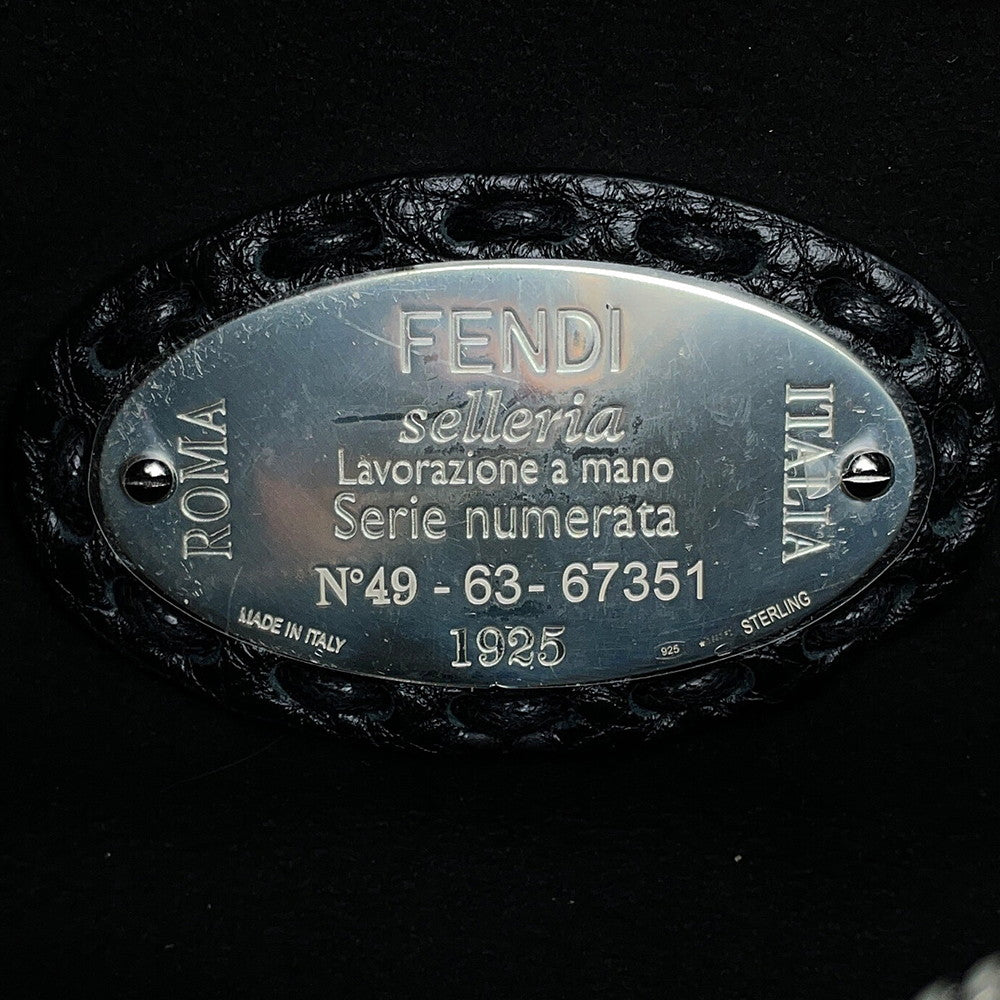 FENDI
selleria
Lavorazione a mano
Serie numerata
N°49 - 63- 67351
1925
ROMA
ITALIA
MADE IN ITALY
925
STERLING